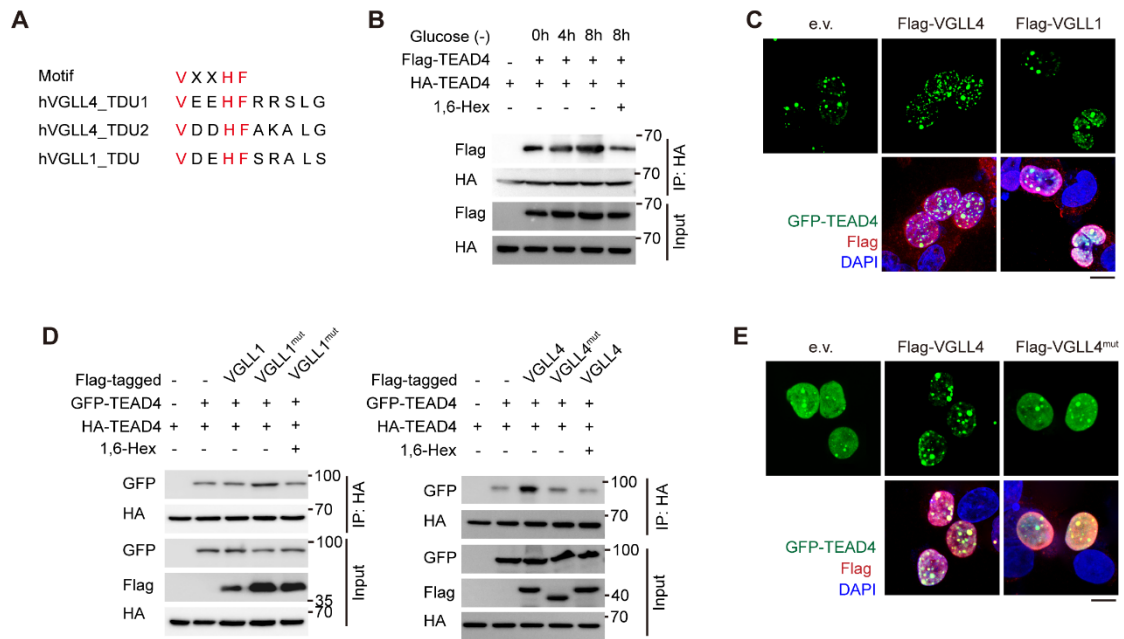 A
Motif V X X H F
hVGLL4_TDU1 V E E H F R R S L G
hVGLL4_TDU2 V D D H F A K A L G
hVGLL1_TDU V D E H F S R A L S
B
Glucose (-) 0h 4h 8h 8h
Flag-TEAD4 - + + + +
HA-TEAD4 + + + + +
1,6-Hex +
Flag 70
HA 70
IP: HA
Flag 70
HA 70
Input
C
e.v. Flag-VGLL4 Flag-VGLL1
GFP-TEAD4
Flag
DAPI
D
VGLL1 VGLL1mut VGLL1mut
Flag-tagged - -
GFP-TEAD4 - + + + +
HA-TEAD4 + + + + +
1,6-Hex - - - - +
GFP 100
HA 70
IP: HA
GFP 100
Flag 35
HA 70
Input
VGLL4 VGLL4mut VGLL4
Flag-tagged - -
GFP-TEAD4 - + + + +
HA-TEAD4 + + + + +
1,6-Hex - - - - +
GFP 100
HA 70
IP: HA
GFP 100
Flag 40
HA 70
Input
E
e.v. Flag-VGLL4 Flag-VGLL4mut
GFP-TEAD4
Flag
DAPI